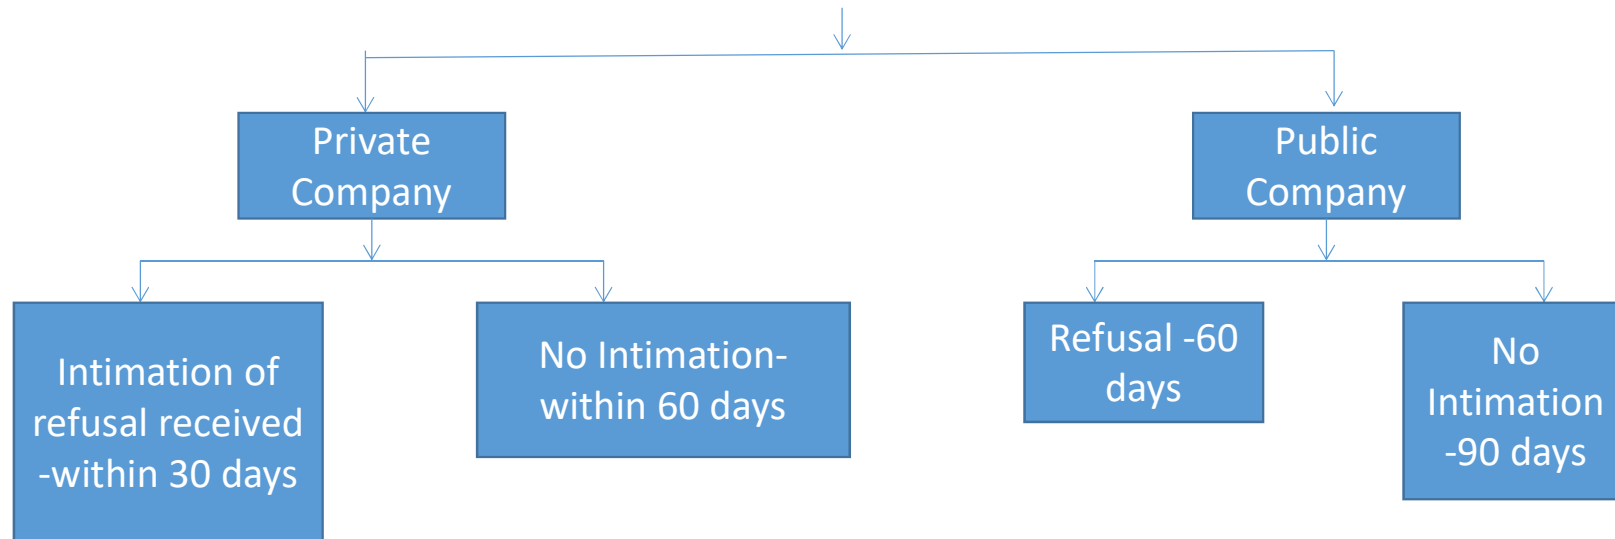 Private
Company
Public
Company
Intimation of
refusal received
-within 30 days
No Intimation-
within 60 days
Refusal -60
days
No
Intimation
-90 days